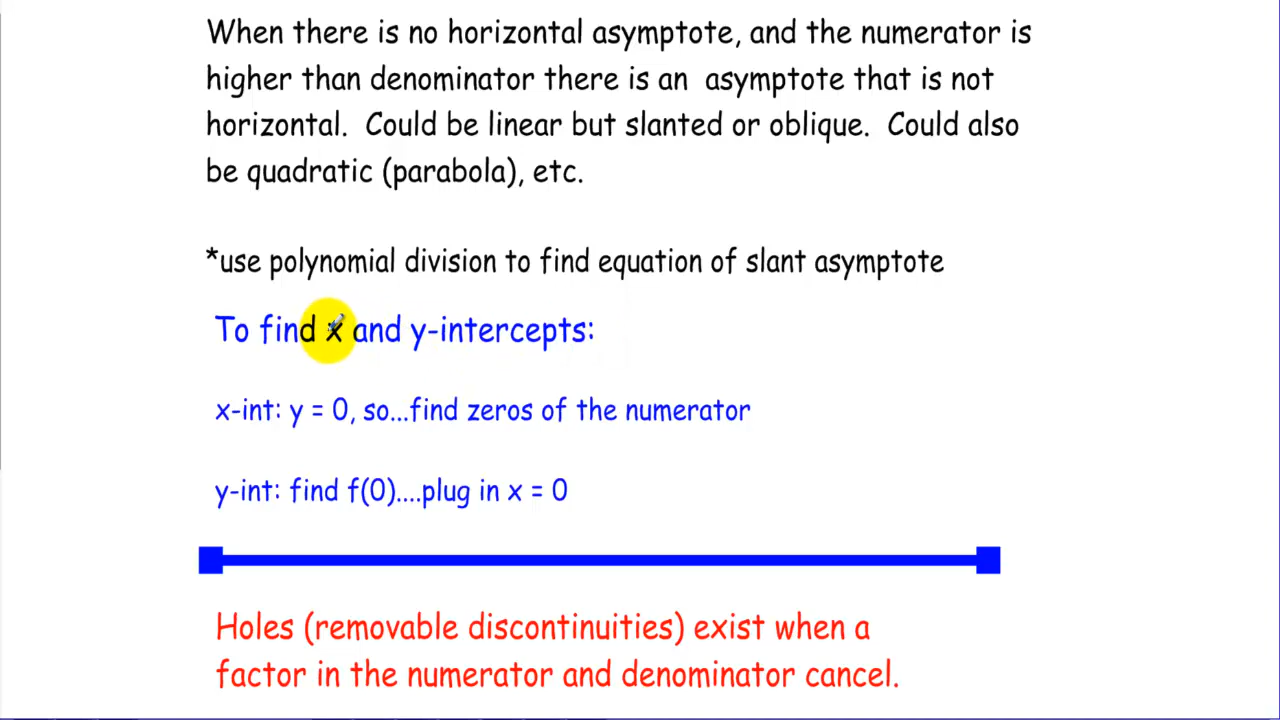 When there is no horizontal asymptote, and the numerator is
higher than denominator there is an asymptote that is not
horizontal. Could be linear but slanted or oblique. Could also
be quadratic (parabola), etc.
*use polynomial division to find equation of slant asymptote
To find x and y-intercepts:
x-int: y = 0, so...find zeros of the numerator
y-int: find f(0)....plug in x = 0
Holes (removable discontinuities) exist when a
factor in the numerator and denominator cancel.